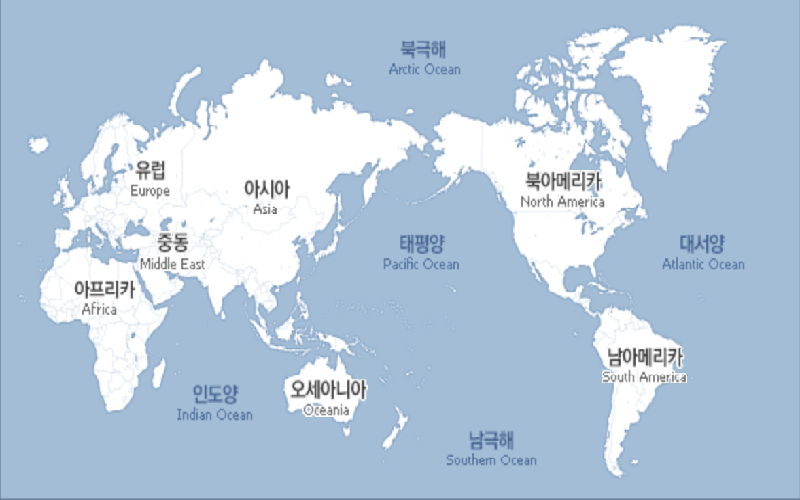 북극해
Arctic Ocean
유럽
Europe
아시아
Asia
북아메리카
North America
중동
Middle East
태평양
Pacific Ocean
대서양
Atlantic Ocean
아프리카
Africa
남아메리카
South America
인도양
Indian Ocean
오세아니아
Oceania
남극해
Southern Ocean